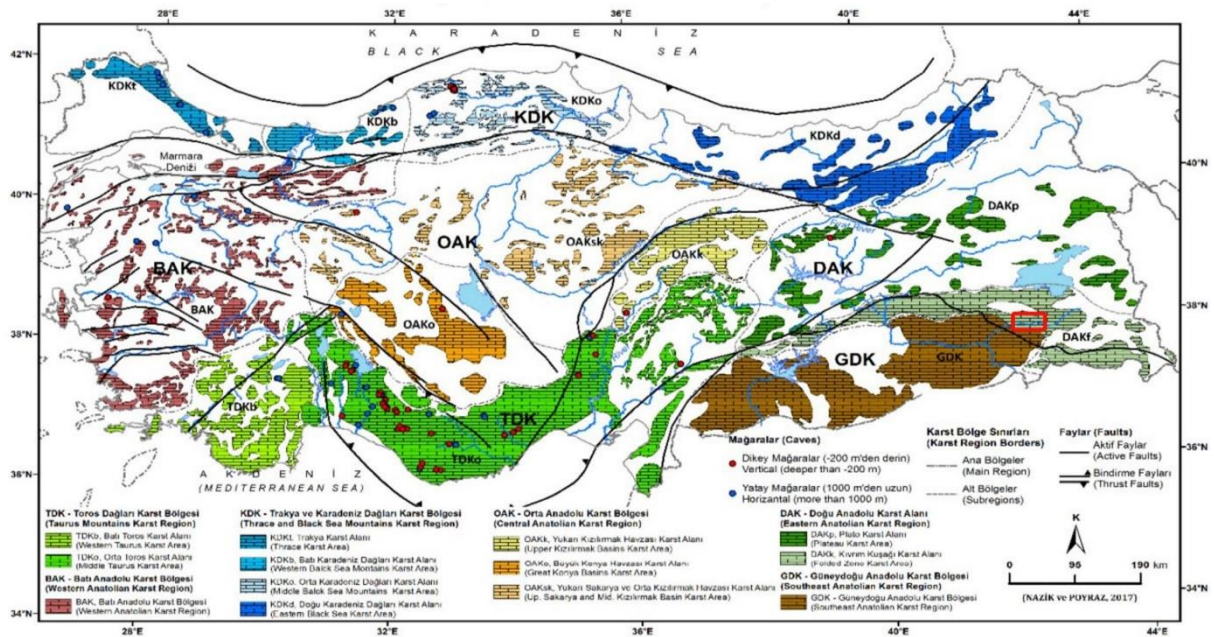 28°E 32°E 36°E 40°E 44°E
42°N
K A R A D E N İ Z
BLACK SEA
KDKt
KDKb
KDKo
KDK
KDKd
Marmara
Denizi
40°N 40°N
OAK
OAKsk
OAKk
DAKp
DAK
BAK
BAK
OAKo
38°N 38°N
DAKf
GDK
GDK
TDKb
TDK
TDKo
36°N 36°N
A K D E N İ Z
(MEDITERRANEAN SEA)
Mağaralar (Caves)
Dikey Mağaralar (-200 m'den derin)
Vertical (deeper than -200 m)
Yatay Mağaralar (1000 m'den uzun)
Horizantal (more than 1000 m)
Karst Bölge Sınırları
(Karst Region Borders)
Ana Bölgeler
(Main Region)
Alt Bölgeler
(Subregions)
Faylar (Faults)
Aktif Faylar
(Active Faults)
Bindirme Fayları
(Thrust Faults)
TDK - Toros Dağları Karst Bölgesi
(Taurus Mountains Karst Region)
TDKb, Batı Toros Karst Alanı
(Western Taurus Karst Area)
TDKo, Orta Toros Karst Alanı
(Middle Taurus Karst Area)
BAK - Batı Anadolu Karst Bölgesi
(Western Anatolian Karst Region)
BAK, Batı Anadolu Karst Bölgesi
(Western Anatolian Karst Region)
KDK - Trakya ve Karadeniz Dağları Karst Bölgesi
(Thrace and Black Sea Mountains Karst Region)
KDKt, Trakya Karst Alanı
(Thrace Karst Area)
KDKb, Batı Karadeniz Dağları Karst Alanı
(Western Balck Sea Montains Karst Area)
KDKo, Orta Karadeniz Dağları Karst Alanı
(Middle Balok Sea Mountains Karst Area)
KDKd, Doğu Karadeniz Dağları Karst Alanı
(Eastern Black Sea Mountains Karst Area)
OAK - Orta Anadolu Karst Bölgesi
(Central Anatolian Karst Region)
OAKk, Yukarı Kızılırmak Havzası Karst Alanı
(Upper Kızılırmak Basins Karst Area)
OAKo, Büyük Konya Havzası Karst Alanı
(Great Konya Basins Karst Area)
OAKsk, Yukarı Sakarya ve Orta Kızılırmak Havzası Karst Alanı
(Up. Sakarya and Mid. Kızılırmak Basin Karst Area)
DAK - Doğu Anadolu Karst Alanı
(Eastern Anatolian Karst Region)
DAKp, Plato Karst Alanı
(Plateau Karst Area)
DAKk, Kıvrım Kuşağı Karst Alanı
(Folded Zone Karst Area)
GDK - Güneydoğu Anadolu Karst Bölgesi
(Southeast Anatolian Karst Region)
GDK - Güneydoğu Anadolu Karst Bölgesi
(Southeast Anatolian Karst Region)
K
0 90 190 km
(NAZİK ve POYRAZ, 2017)
34°N 34°N
28°E 32°E 36°E 40°E 44°E